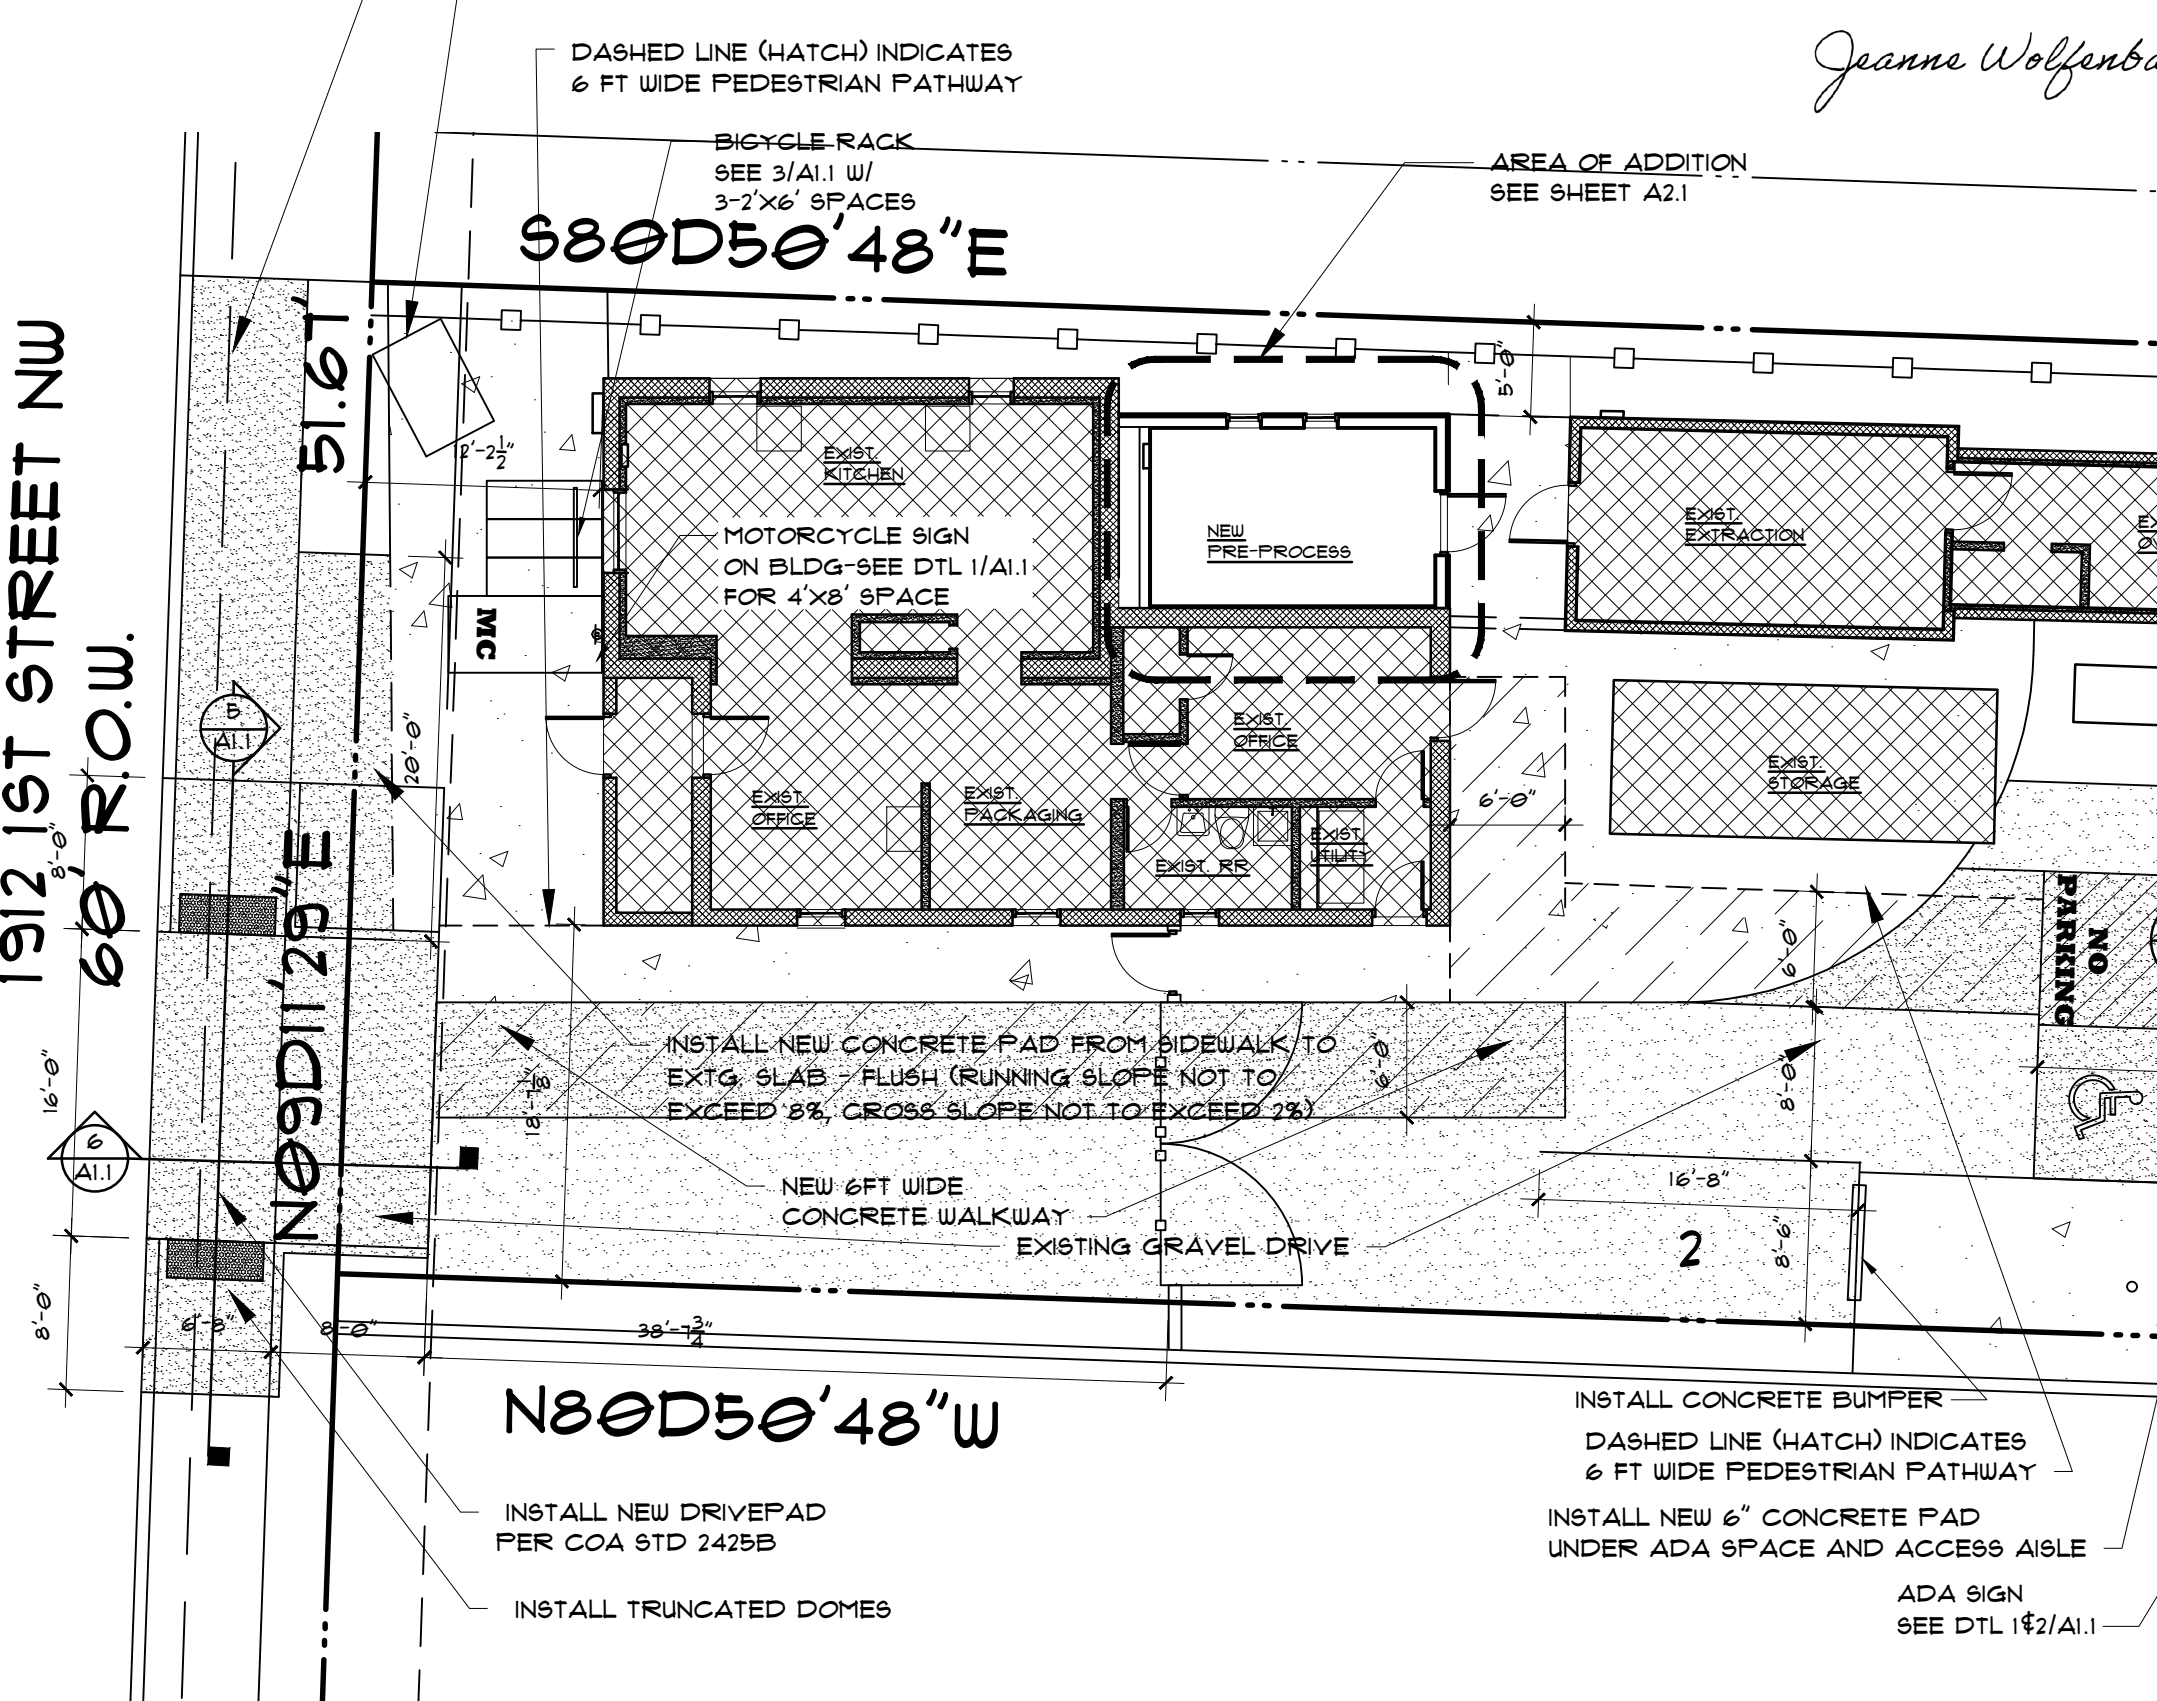 DASHED LINE (HATCH) INDICATES
6 FT WIDE PEDESTRIAN PATHWAY
BICYCLE RACK
SEE 3/A1.1 W/
3-2'X6' SPACES
Jeanne
AREA OF ADDITION
SEE SHEET A2.1
S80D50'48"E
51.67'
1912 1ST STREET NW
60' R.O.W.
N09D11'29"E
12'-2 1/2"
5'-0"
EXIST.
KITCHEN
MOTORCYCLE SIGN
ON BLDG-SEE DTL 1/A1.1
FOR 4'X8' SPACE
NEW
PRE-PROCESS
EXIST.
EXTRACTION
MC
5
A1.1
20'-0"
8'-0"
EXIST.
OFFICE
EXIST.
PACKAGING
EXIST.
OFFICE
EXIST. RR
EXIST.
UTILITY
6'-0"
EXIST.
STORAGE
6'-0"
NO
PARKING
INSTALL NEW CONCRETE PAD FROM SIDEWALK TO
EXTG. SLAB - FLUSH (RUNNING SLOPE NOT TO
EXCEED 8%, CROSS SLOPE NOT TO EXCEED 2%)
6'-0"
8'-0"
16'-0"
6
A1.1
NEW 6FT WIDE
CONCRETE WALKWAY
EXISTING GRAVEL DRIVE
16'-8"
2
8'-6"
8'-0"
6'-8"
8'-0"
38'-7 3/4"
N80D50'48"W
INSTALL CONCRETE BUMPER
DASHED LINE (HATCH) INDICATES
6 FT WIDE PEDESTRIAN PATHWAY
INSTALL NEW DRIVEPAD
PER COA STD 2425B
INSTALL NEW 6" CONCRETE PAD
UNDER ADA SPACE AND ACCESS AISLE
INSTALL TRUNCATED DOMES
ADA SIGN
SEE DTL 1&2/A1.1